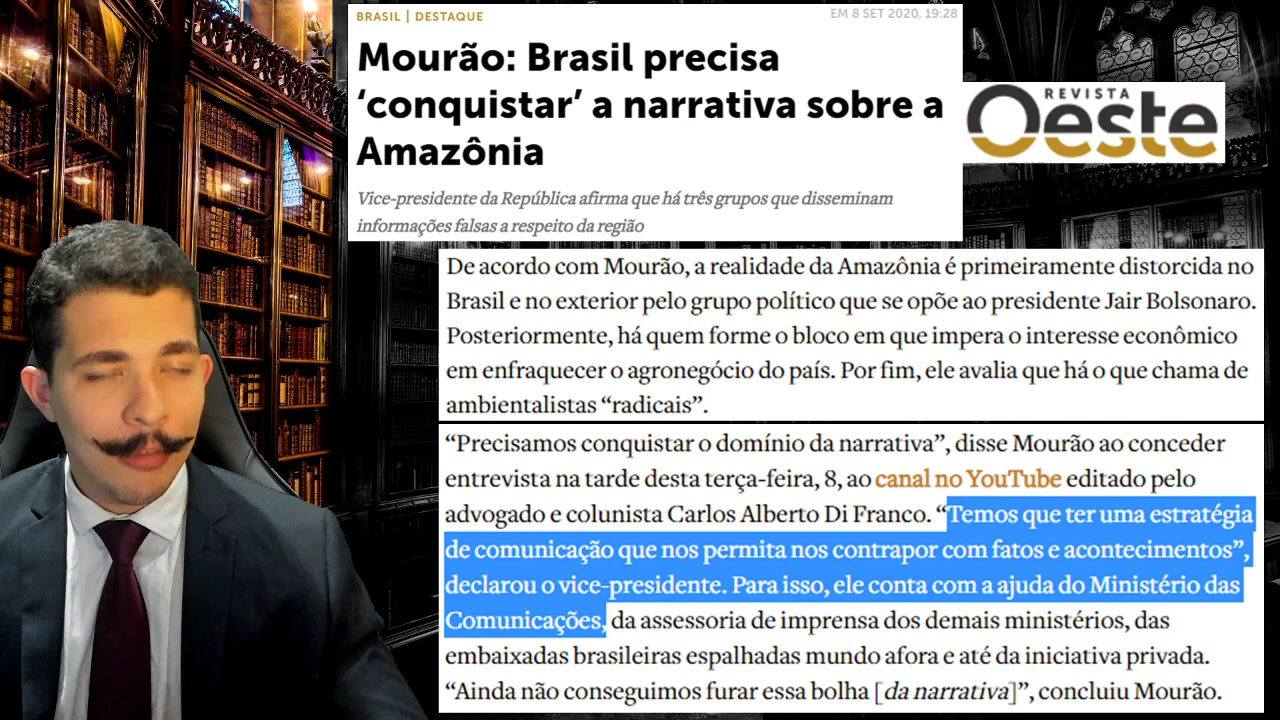 BRASIL | DESTAQUE
EM 8 SET 2020, 19:28
Mourão: Brasil precisa
‘conquistar’ a narrativa sobre a
Amazônia
Vice-presidente da República afirma que há três grupos que disseminam
informações falsas a respeito da região
REVISTA
Oeste
De acordo com Mourão, a realidade da Amazônia é primeiramente distorcida no
Brasil e no exterior pelo grupo político que se opõe ao presidente Jair Bolsonaro.
Posteriormente, há quem forme o bloco em que impera o interesse econômico
em enfraquecer o agronegócio do país. Por fim, ele avalia que há o que chama de
ambientalistas “radicais”.
“Precisamos conquistar o domínio da narrativa”, disse Mourão ao conceder
entrevista na tarde desta terça-feira, 8, ao canal no YouTube editado pelo
advogado e colunista Carlos Alberto Di Franco. “Temos que ter uma estratégia
de comunicação que nos permita nos contrapor com fatos e acontecimentos”,
declarou o vice-presidente. Para isso, ele conta com a ajuda do Ministério das
Comunicações, da assessoria de imprensa dos demais ministérios, das
embaixadas brasileiras espalhadas mundo afora e até da iniciativa privada.
“Ainda não conseguimos furar essa bolha [da narrativa]”, concluiu Mourão.